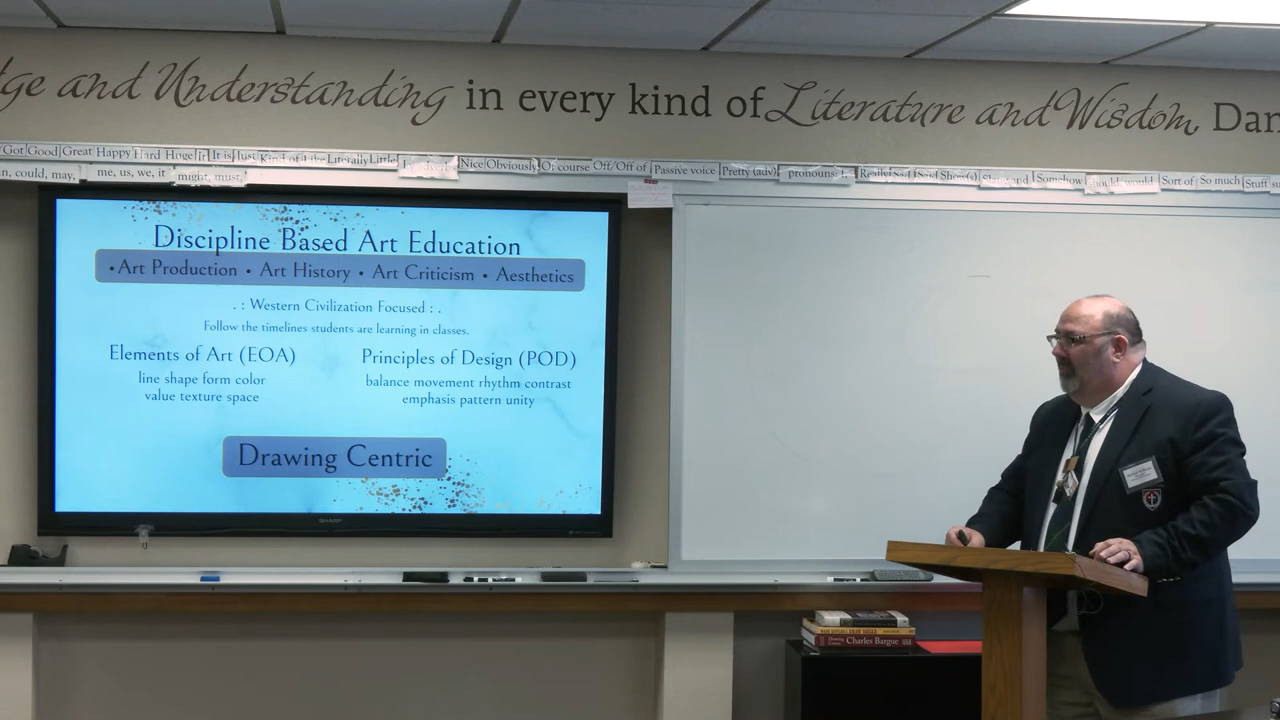 ge and Understanding in every kind of Literature and Wisdom, Dan
Got Good Great Happy Hard Huge If It is Just Kind of Like Literally Little Nice Obviously Of course Off/Off of Passive voice Pretty (adv) pronouns Really Said Show(s) Somehow Sort of So much Stuff su
n, could, may, me, us, we, it might, must, should, would
Discipline Based Art Education
• Art Production • Art History • Art Criticism • Aesthetics
. : Western Civilization Focused : .
Follow the timelines students are learning in classes.
Elements of Art (EOA)
line shape form color
value texture space
Principles of Design (POD)
balance movement rhythm contrast
emphasis pattern unity
Drawing Centric
SHARP
Charles Bargue